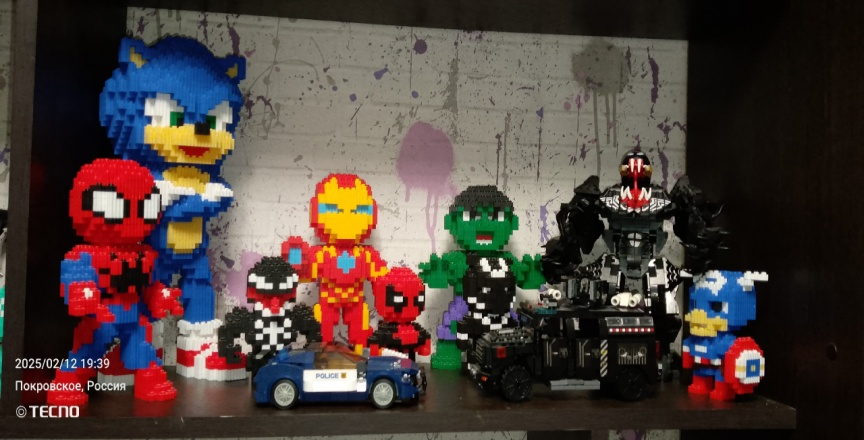 POLICE
2025/02/12 19:39
Покровское, Россия
© TECNO